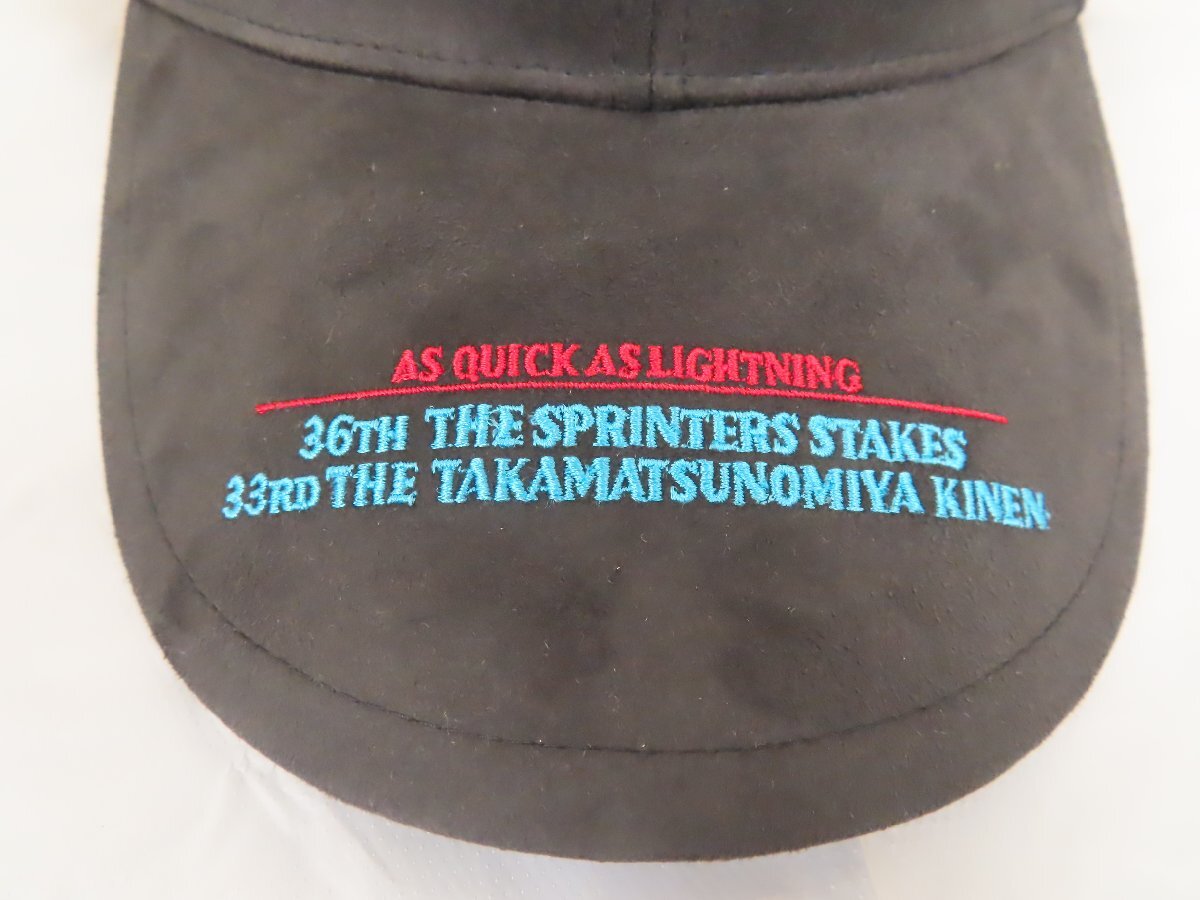 AS QUICK AS LIGHTNING
36TH THE SPRINTERS STAKES
33RD THE TAKAMATSUNOMIYA KINEN